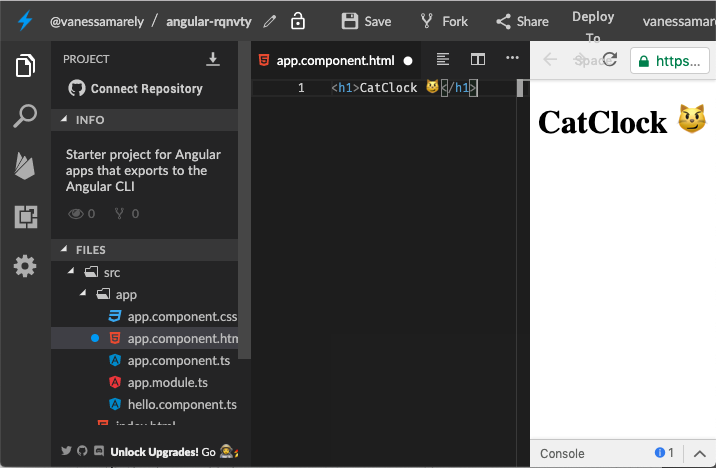 @vanessamarely / angular-rqnvty
Save
Fork
Share
Deploy
To
Space
vanessamare
PROJECT
Connect Repository
INFO
Starter project for Angular
apps that exports to the
Angular CLI
0 0
FILES
src
app
app.component.css
app.component.htm
app.component.ts
app.module.ts
hello.component.ts
index.html
Unlock Upgrades! Go
app.component.html
1 <h1>CatClock 😼</h1>
https...
CatClock 😼
Console
1